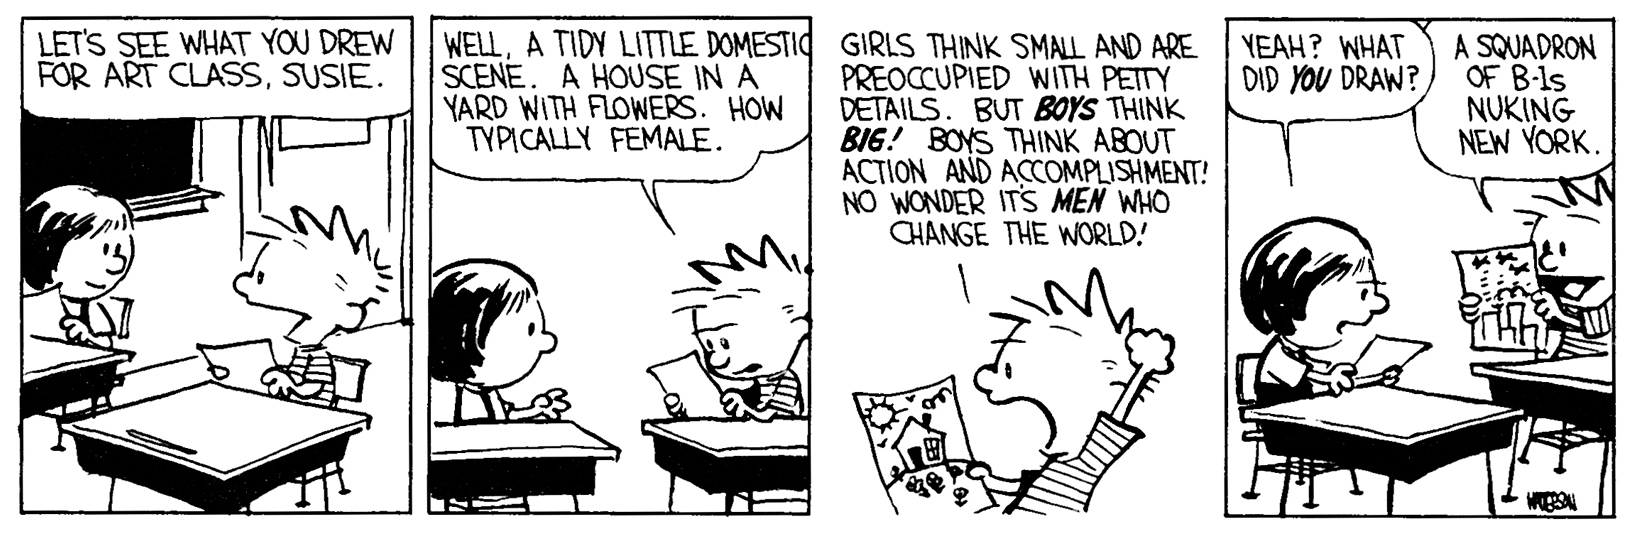 LET'S SEE WHAT YOU DREW
FOR ART CLASS, SUSIE.
WELL, A TIDY LITTLE DOMESTIC
SCENE. A HOUSE IN A
YARD WITH FLOWERS. HOW
TYPICALLY FEMALE.
GIRLS THINK SMALL AND ARE
PREOCCUPIED WITH PETTY
DETAILS. BUT BOYS THINK
BIG! BOYS THINK ABOUT
ACTION AND ACCOMPLISHMENT!
NO WONDER IT'S MEN WHO
CHANGE THE WORLD!
YEAH? WHAT
DID YOU DRAW?
A SQUADRON
OF B-1s
NUKING
NEW YORK.
WATTERSON